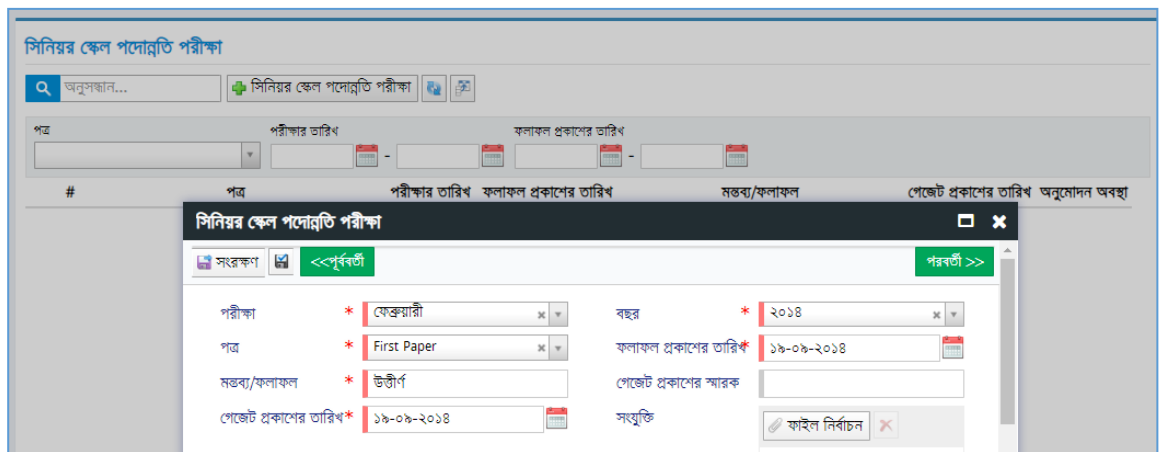 সিনিয়র স্কেল পদোন্নতি পরীক্ষা
অনুসন্ধান... সিনিয়র স্কেল পদোন্নতি পরীক্ষা
পত্র পরীক্ষার তারিখ ফলাফল প্রকাশের তারিখ
- -
# পত্র পরীক্ষার তারিখ ফলাফল প্রকাশের তারিখ মন্তব্য/ফলাফল গেজেট প্রকাশের তারিখ অনুমোদন অবস্থা
সিনিয়র স্কেল পদোন্নতি পরীক্ষা
সংরক্ষণ <<পূর্ববর্তী পরবর্তী >>
পরীক্ষা * ফেব্রুয়ারী বছর * ২০১৪
পত্র * First Paper ফলাফল প্রকাশের তারিখ* ১৯-০৯-২০১৪
মন্তব্য/ফলাফল * উত্তীর্ণ গেজেট প্রকাশের স্মারক
গেজেট প্রকাশের তারিখ* ১৯-০৯-২০১৪ সংযুক্তি ফাইল নির্বাচন